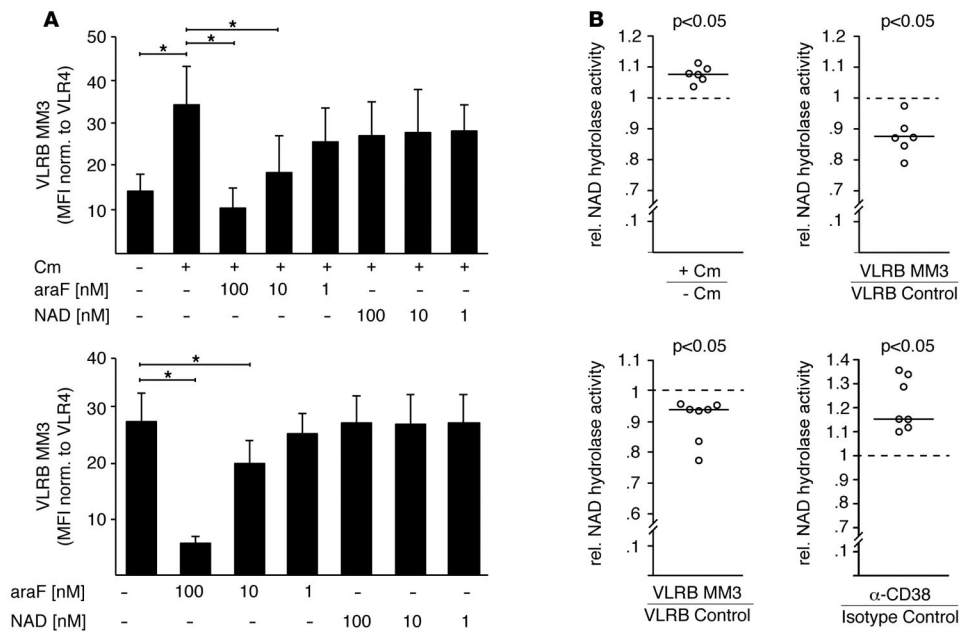 A
VLRB MM3
(MFI norm. to VLR4)
50
40
30
20
10
*
*
*
Cm – + + + + + + +
araF [nM] – – 100 10 1 – – –
NAD [nM] – – – – – 100 10 1
VLRB MM3
(MFI norm. to VLR4)
40
30
20
10
*
*
araF [nM] – 100 10 1 – – –
NAD [nM] – – – – 100 10 1
B
p<0.05
rel. NAD hydrolase activity
1.2
1.1
1
.9
.8
.7
.1
+ Cm
- Cm
p<0.05
rel. NAD hydrolase activity
1.2
1.1
1
.9
.8
.7
.1
VLRB MM3
VLRB Control
p<0.05
rel. NAD hydrolase activity
1.1
1
.9
.8
.7
.6
.1
VLRB MM3
VLRB Control
p<0.05
rel. NAD hydrolase activity
1.4
1.3
1.2
1.1
1
.9
.8
.7
.1
α-CD38
Isotype Control